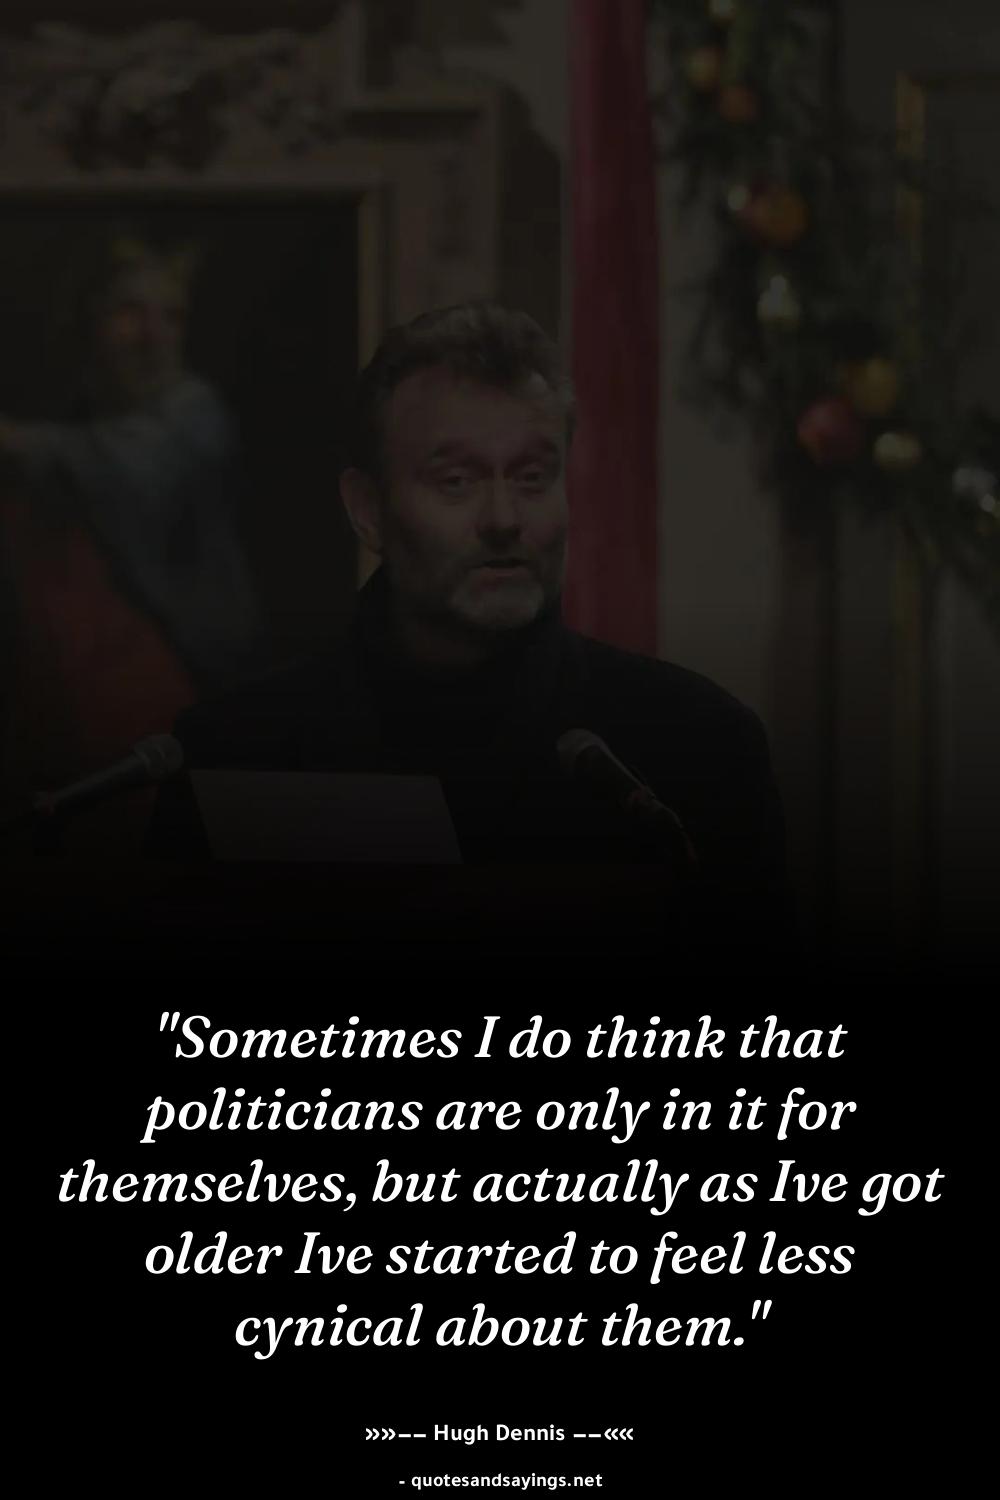 "Sometimes I do think that
politicians are only in it for
themselves, but actually as Ive got
older Ive started to feel less
cynical about them."
»»−− Hugh Dennis −−««
- quotesandsayings.net